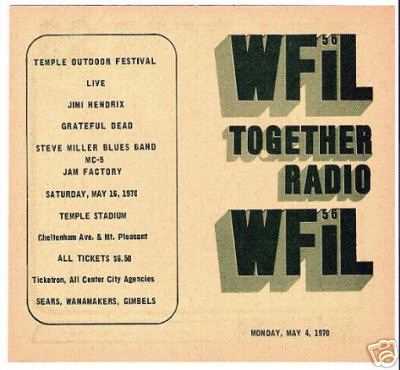 TEMPLE OUTDOOR FESTIVAL
LIVE
JIMI HENDRIX
GRATEFUL DEAD
STEVE MILLER BLUES BAND
MC-5
JAM FACTORY
SATURDAY, MAY 16, 1970
TEMPLE STADIUM
Cheltenham Ave. & Mt. Pleasant
ALL TICKETS $6.50
Ticketron, All Center City Agencies
SEARS, WANAMAKERS, GIMBELS
56
WFiL
TOGETHER
RADIO
56
WFiL
MONDAY, MAY 4, 1970